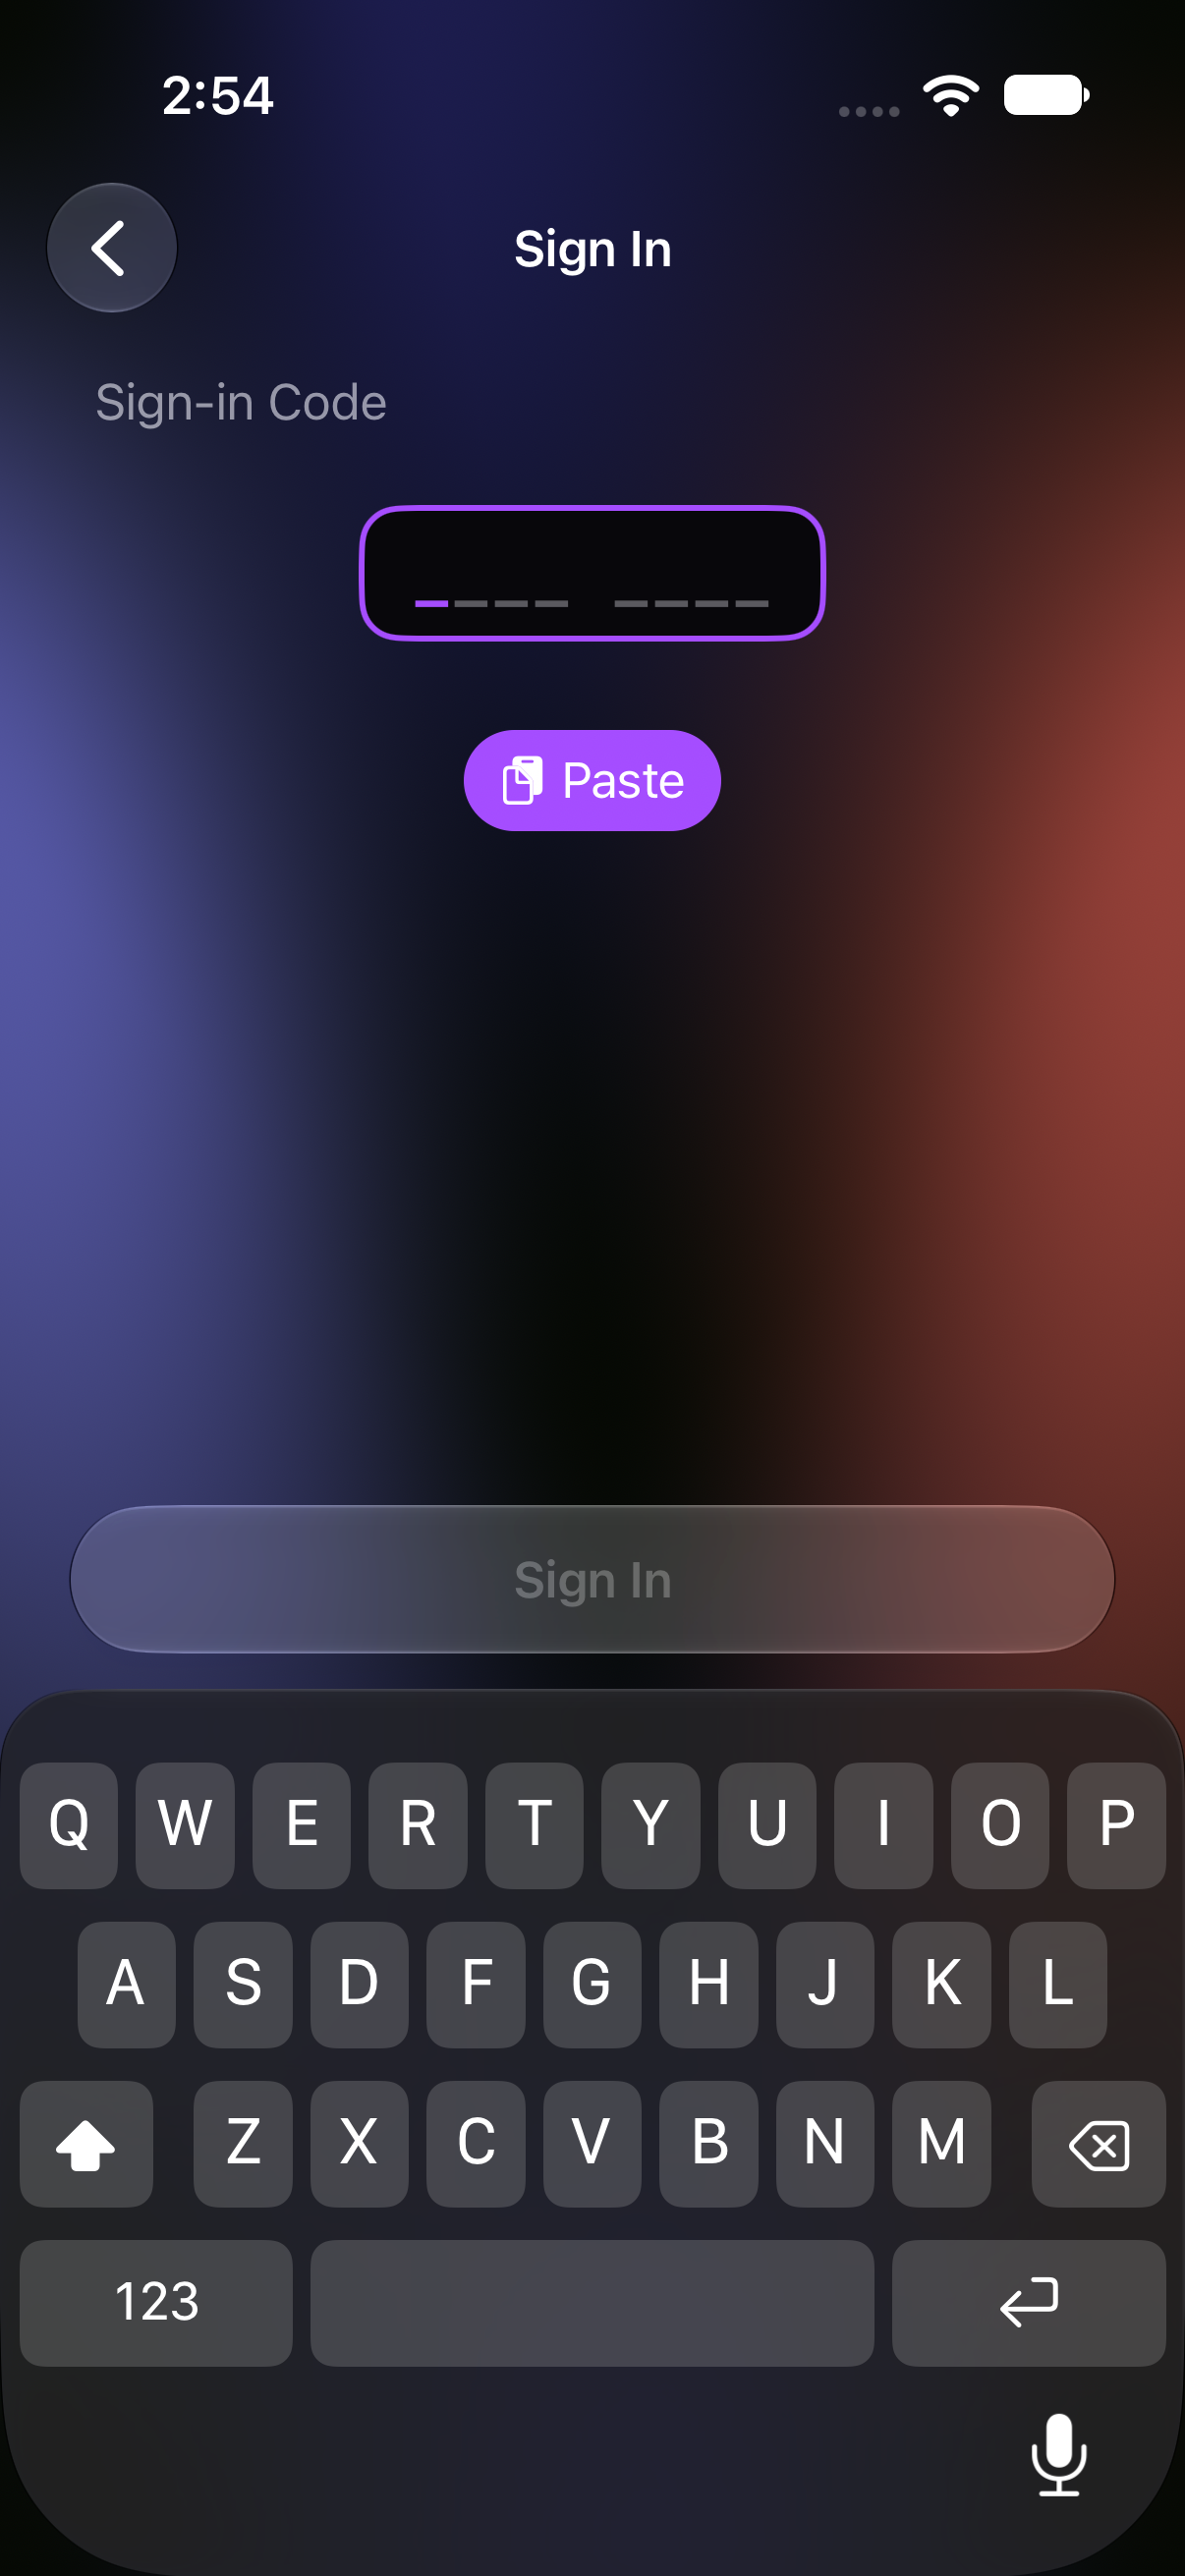 2:54
Sign In
Sign-in Code
Paste
Sign In
Q W E R T Y U I O P
A S D F G H J K L
Z X C V B N M
123